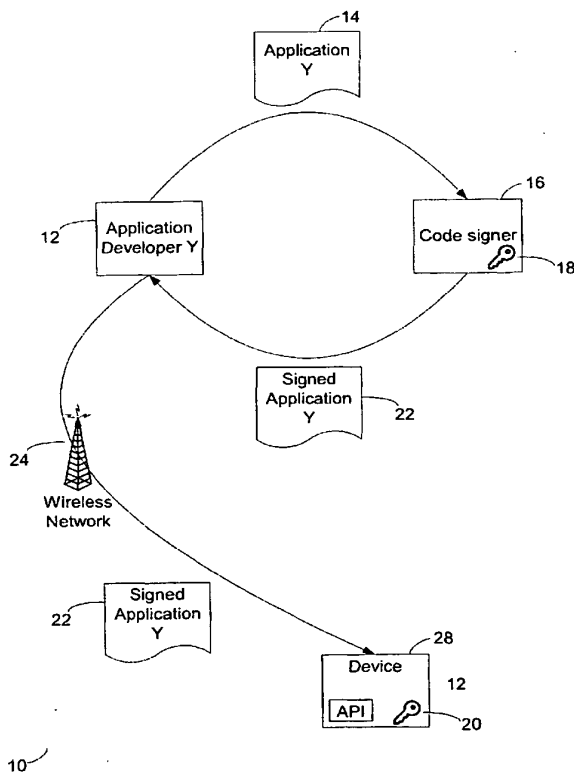 14
Application
Y
16
12
Application
Developer Y
Code signer
18
Signed
Application
Y
22
24
Wireless
Network
22
Signed
Application
Y
28
Device
12
API
20
10